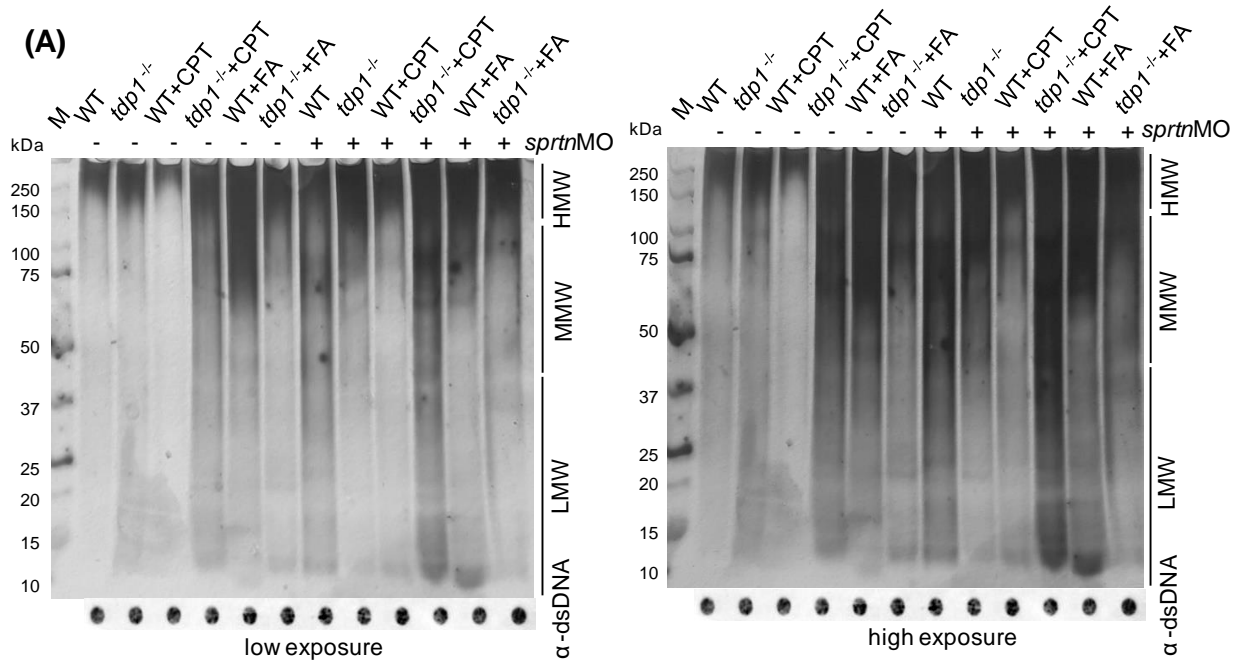 (A)
M WT tdp1⁻/⁻ WT+CPT tdp1⁻/⁻+CPT WT+FA tdp1⁻/⁻+FA WT tdp1⁻/⁻ WT+CPT tdp1⁻/⁻+CPT WT+FA tdp1⁻/⁻+FA
kDa - - - - - - + + + + + + sprtnMO
250
150
100
75
50
37
25
20
15
10
HMW
MMW
LMW
α-dsDNA
low exposure
M WT tdp1⁻/⁻ WT+CPT tdp1⁻/⁻+CPT WT+FA tdp1⁻/⁻+FA WT tdp1⁻/⁻ WT+CPT tdp1⁻/⁻+CPT WT+FA tdp1⁻/⁻+FA
kDa - - - - - - + + + + + + sprtnMO
250
150
100
75
50
37
25
20
15
10
HMW
MMW
LMW
α-dsDNA
high exposure